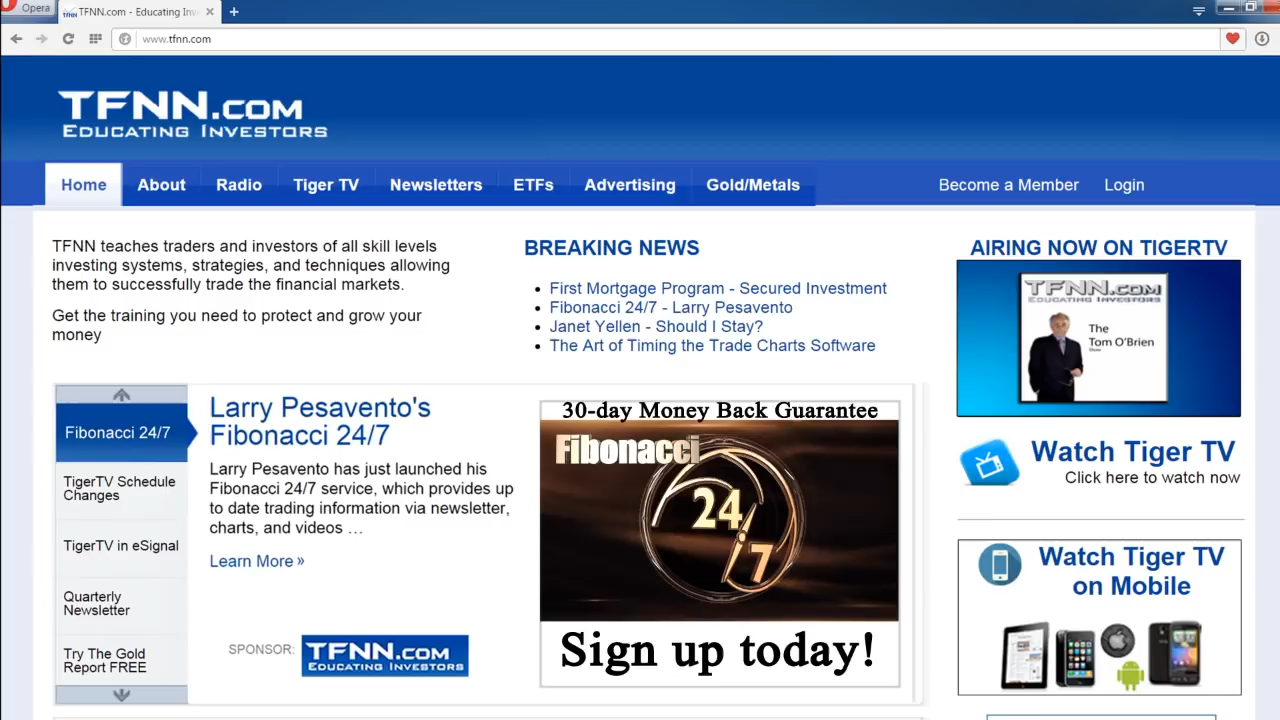 Opera
TFNN.com - Educating Inv
www.tfnn.com
TFNN.COM
EDUCATING INVESTORS
Home
About
Radio
Tiger TV
Newsletters
ETFs
Advertising
Gold/Metals
Become a Member
Login
TFNN teaches traders and investors of all skill levels
investing systems, strategies, and techniques allowing
them to successfully trade the financial markets.
Get the training you need to protect and grow your
money
BREAKING NEWS
First Mortgage Program - Secured Investment
Fibonacci 24/7 - Larry Pesavento
Janet Yellen - Should I Stay?
The Art of Timing the Trade Charts Software
AIRING NOW ON TIGERTV
TFNN.COM
EDUCATING INVESTORS
The
Tom O'Brien
Show
Watch Tiger TV
Click here to watch now
Watch Tiger TV
on Mobile
Fibonacci 24/7
TigerTV Schedule
Changes
TigerTV in eSignal
Quarterly
Newsletter
Try The Gold
Report FREE
Larry Pesavento's
Fibonacci 24/7
Larry Pesavento has just launched his
Fibonacci 24/7 service, which provides up
to date trading information via newsletter,
charts, and videos …
Learn More »
SPONSOR:
TFNN.COM
EDUCATING INVESTORS
30-day Money Back Guarantee
Fibonacci
24/7
Sign up today!